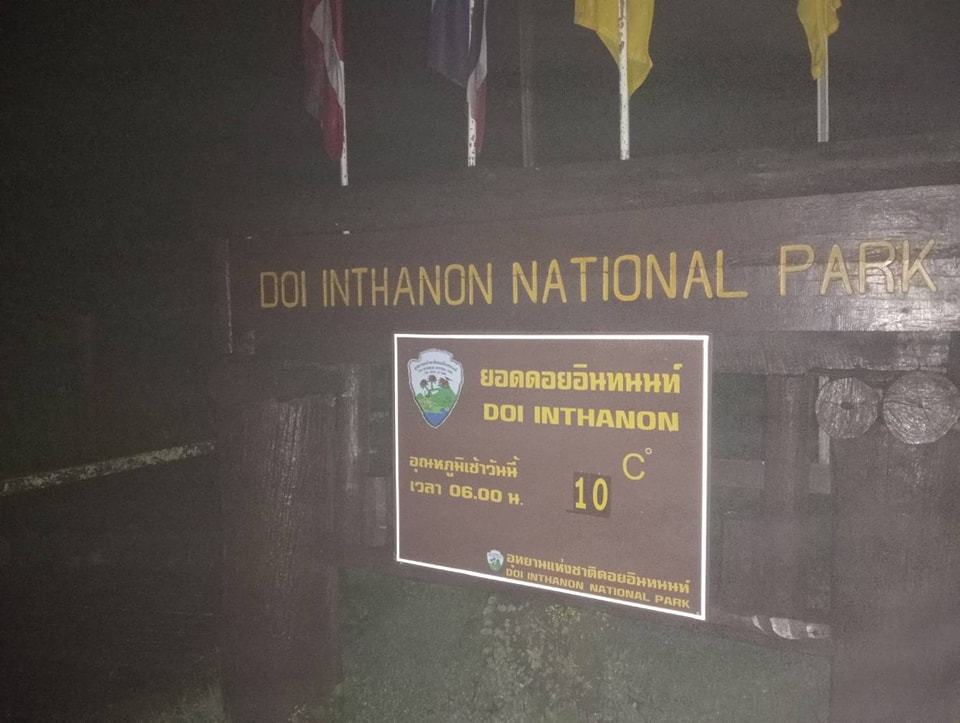 DOI INTHANON NATIONAL PARK
ยอดดอยอินทนนท์
DOI INTHANON
อุณหภูมิเช้าวันนี้
เวลา 06.00 น.
10
C°
อุทยานแห่งชาติดอยอินทนนท์
DOI INTHANON NATIONAL PARK